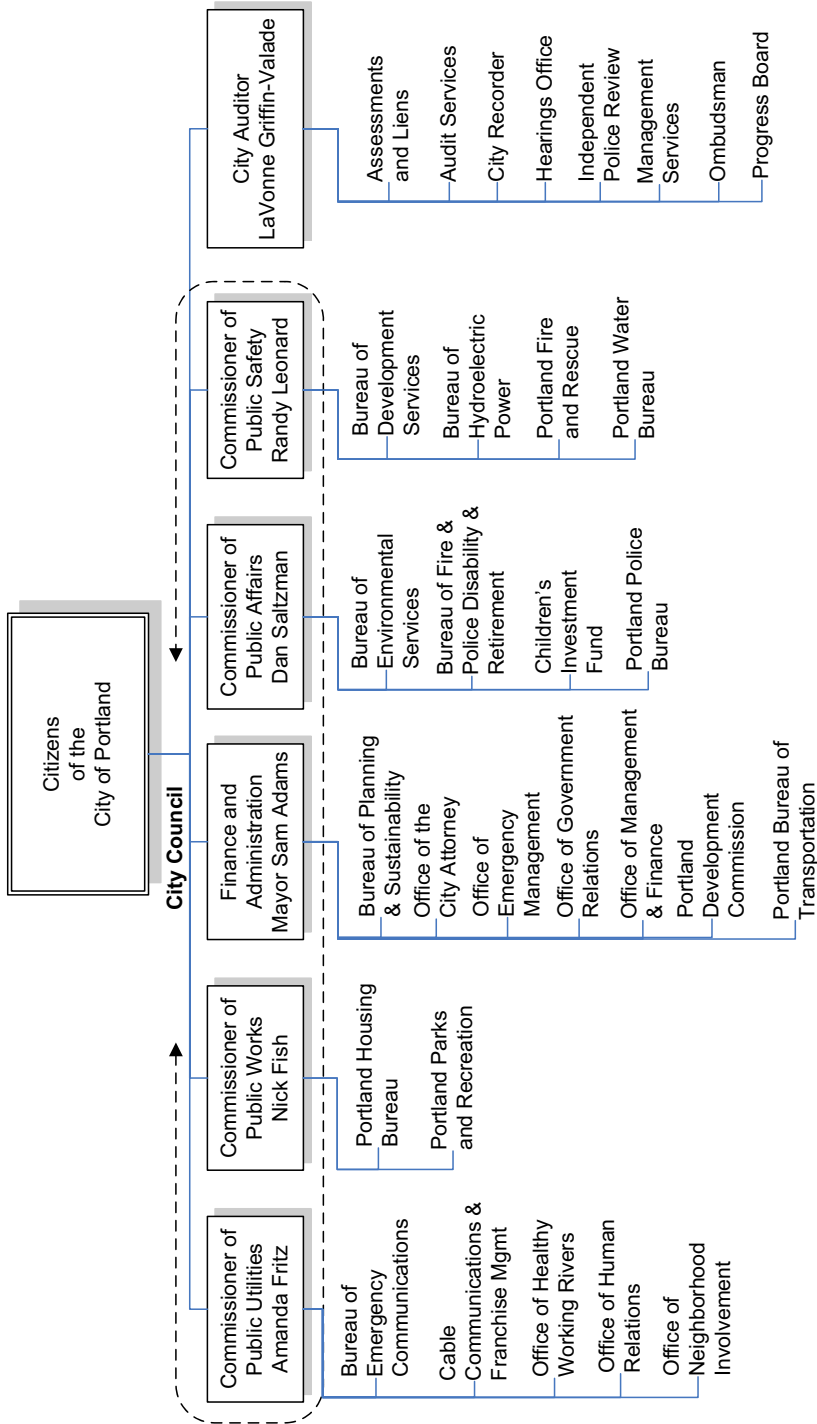 Citizens
of the
City of Portland
City Council
Commissioner of
Public Utilities
Amanda Fritz
Bureau of
Emergency
Communications
Cable
Communications &
Franchise Mgmt
Office of Healthy
Working Rivers
Office of Human
Relations
Office of
Neighborhood
Involvement
Commissioner of
Public Works
Nick Fish
Portland Housing
Bureau
Portland Parks
and Recreation
Finance and
Administration
Mayor Sam Adams
Bureau of Planning
& Sustainability
Office of the
City Attorney
Office of
Emergency
Management
Office of Government
Relations
Office of Management
& Finance
Portland
Development
Commission
Portland Bureau of
Transportation
Commissioner of
Public Affairs
Dan Saltzman
Bureau of
Environmental
Services
Bureau of Fire &
Police Disability &
Retirement
Children's
Investment
Fund
Portland Police
Bureau
Commissioner of
Public Safety
Randy Leonard
Bureau of
Development
Services
Bureau of
Hydroelectric
Power
Portland Fire
and Rescue
Portland Water
Bureau
City Auditor
LaVonne Griffin-Valade
Assessments
and Liens
Audit Services
City Recorder
Hearings Office
Independent
Police Review
Management
Services
Ombudsman
Progress Board